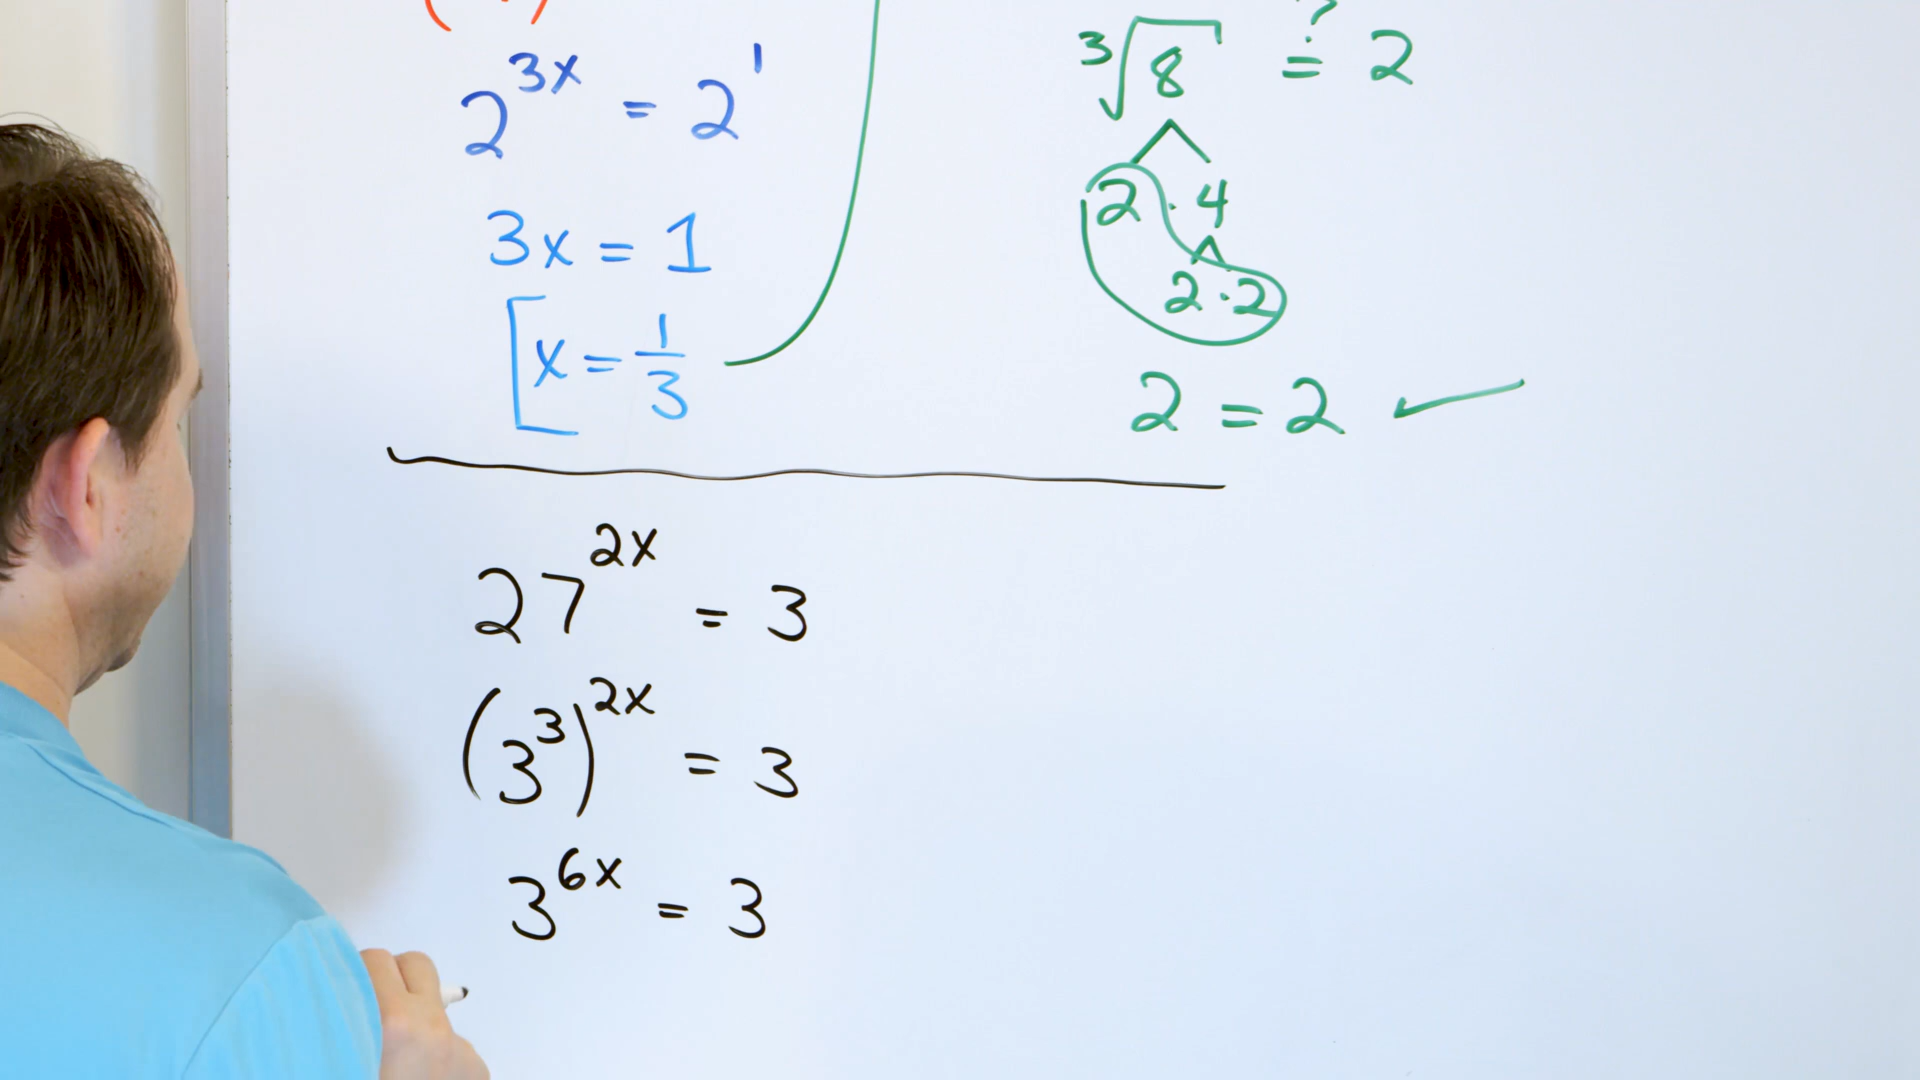 2^{3x} = 2^1
3x = 1
x = 1/3
∛8 ≟ 2
2 · 4
2 · 2
2 = 2 ✓
27^{2x} = 3
(3^3)^{2x} = 3
3^{6x} = 3